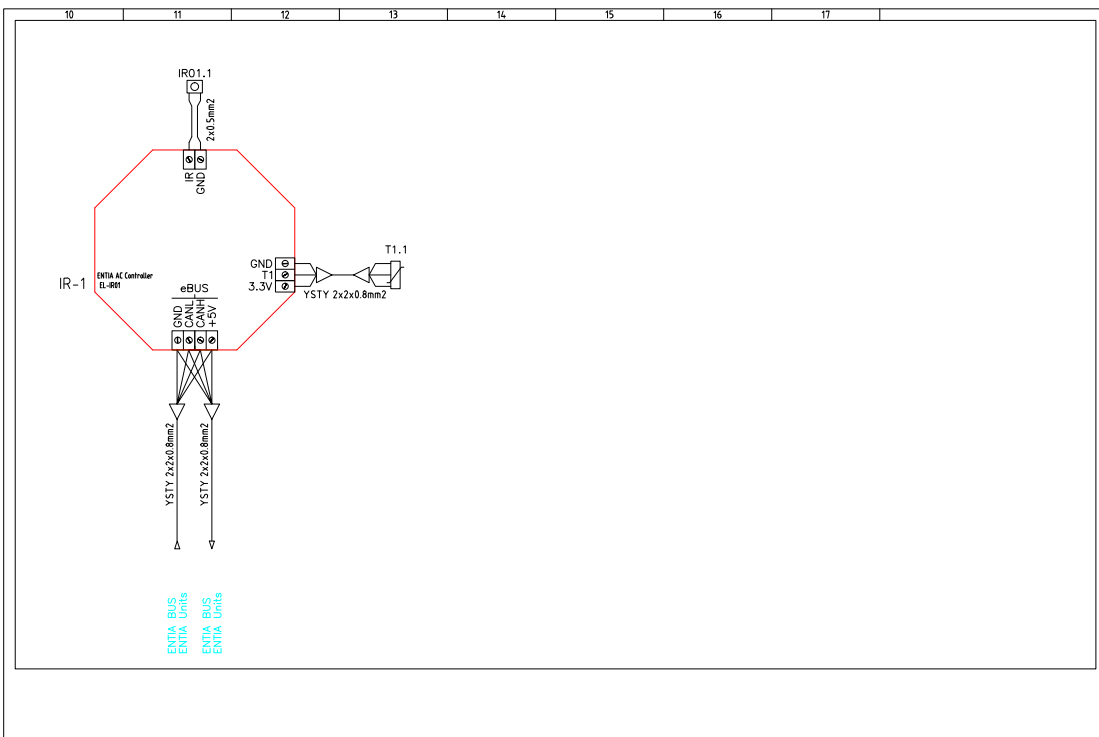 10 11 12 13 14 15 16 17
IR01.1
2x0.5mm2
IR
GND
T1.1
GND
T1
3.3V
YSTY 2x2x0.8mm2
IR-1
ENTIA AC Controller
EL-IR01
eBUS
GND
CANL
CANH
+5V
YSTY 2x2x0.8mm2
YSTY 2x2x0.8mm2
ENTIA BUS
ENTIA Units
ENTIA BUS
ENTIA Units